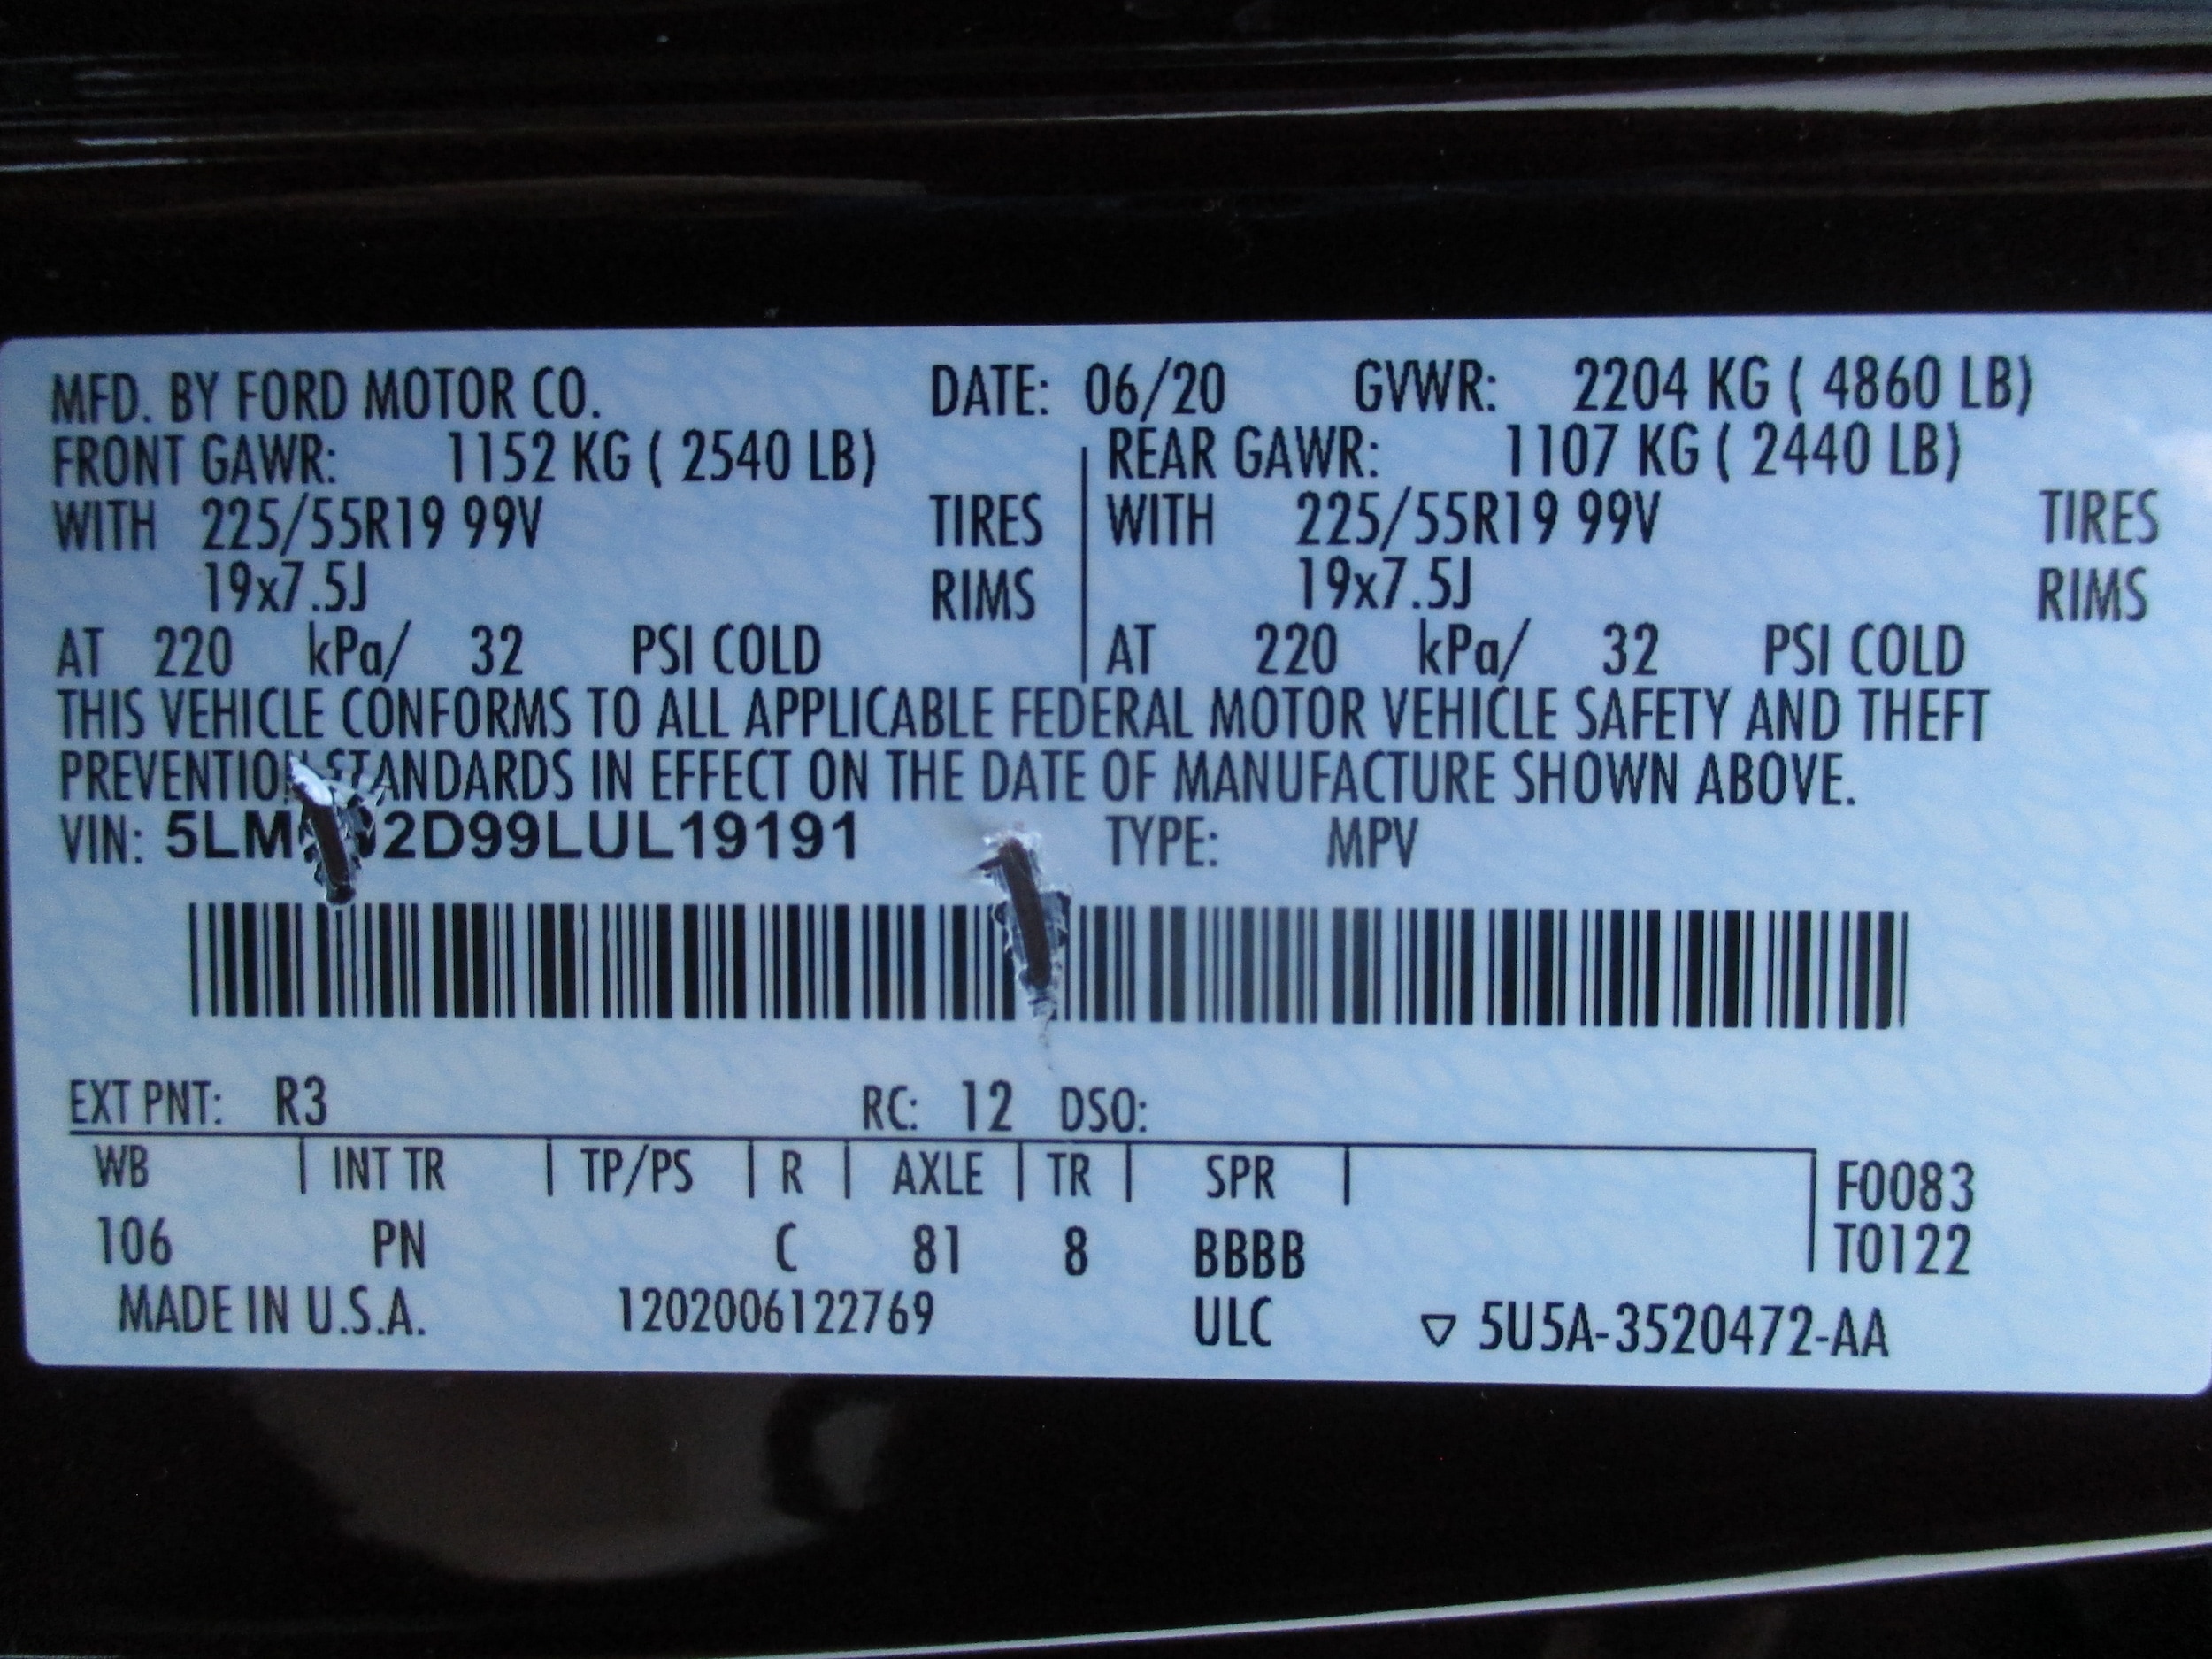 MFD. BY FORD MOTOR CO. DATE: 06/20 GVWR: 2204 KG ( 4860 LB)
FRONT GAWR: 1152 KG ( 2540 LB) REAR GAWR: 1107 KG ( 2440 LB)
WITH 225/55R19 99V TIRES WITH 225/55R19 99V TIRES
19x7.5J RIMS 19x7.5J RIMS
AT 220 kPa/ 32 PSI COLD AT 220 kPa/ 32 PSI COLD
THIS VEHICLE CONFORMS TO ALL APPLICABLE FEDERAL MOTOR VEHICLE SAFETY AND THEFT
PREVENTION STANDARDS IN EFFECT ON THE DATE OF MANUFACTURE SHOWN ABOVE.
VIN: TYPE: MPV
EXT PNT: R3 RC: 12 DSO:
WB INT TR TP/PS R AXLE TR SPR F0083
106 PN C 81 8 BBBB T0122
MADE IN U.S.A. 1202006122769 ULC ▽ 5U5A-3520472-AA